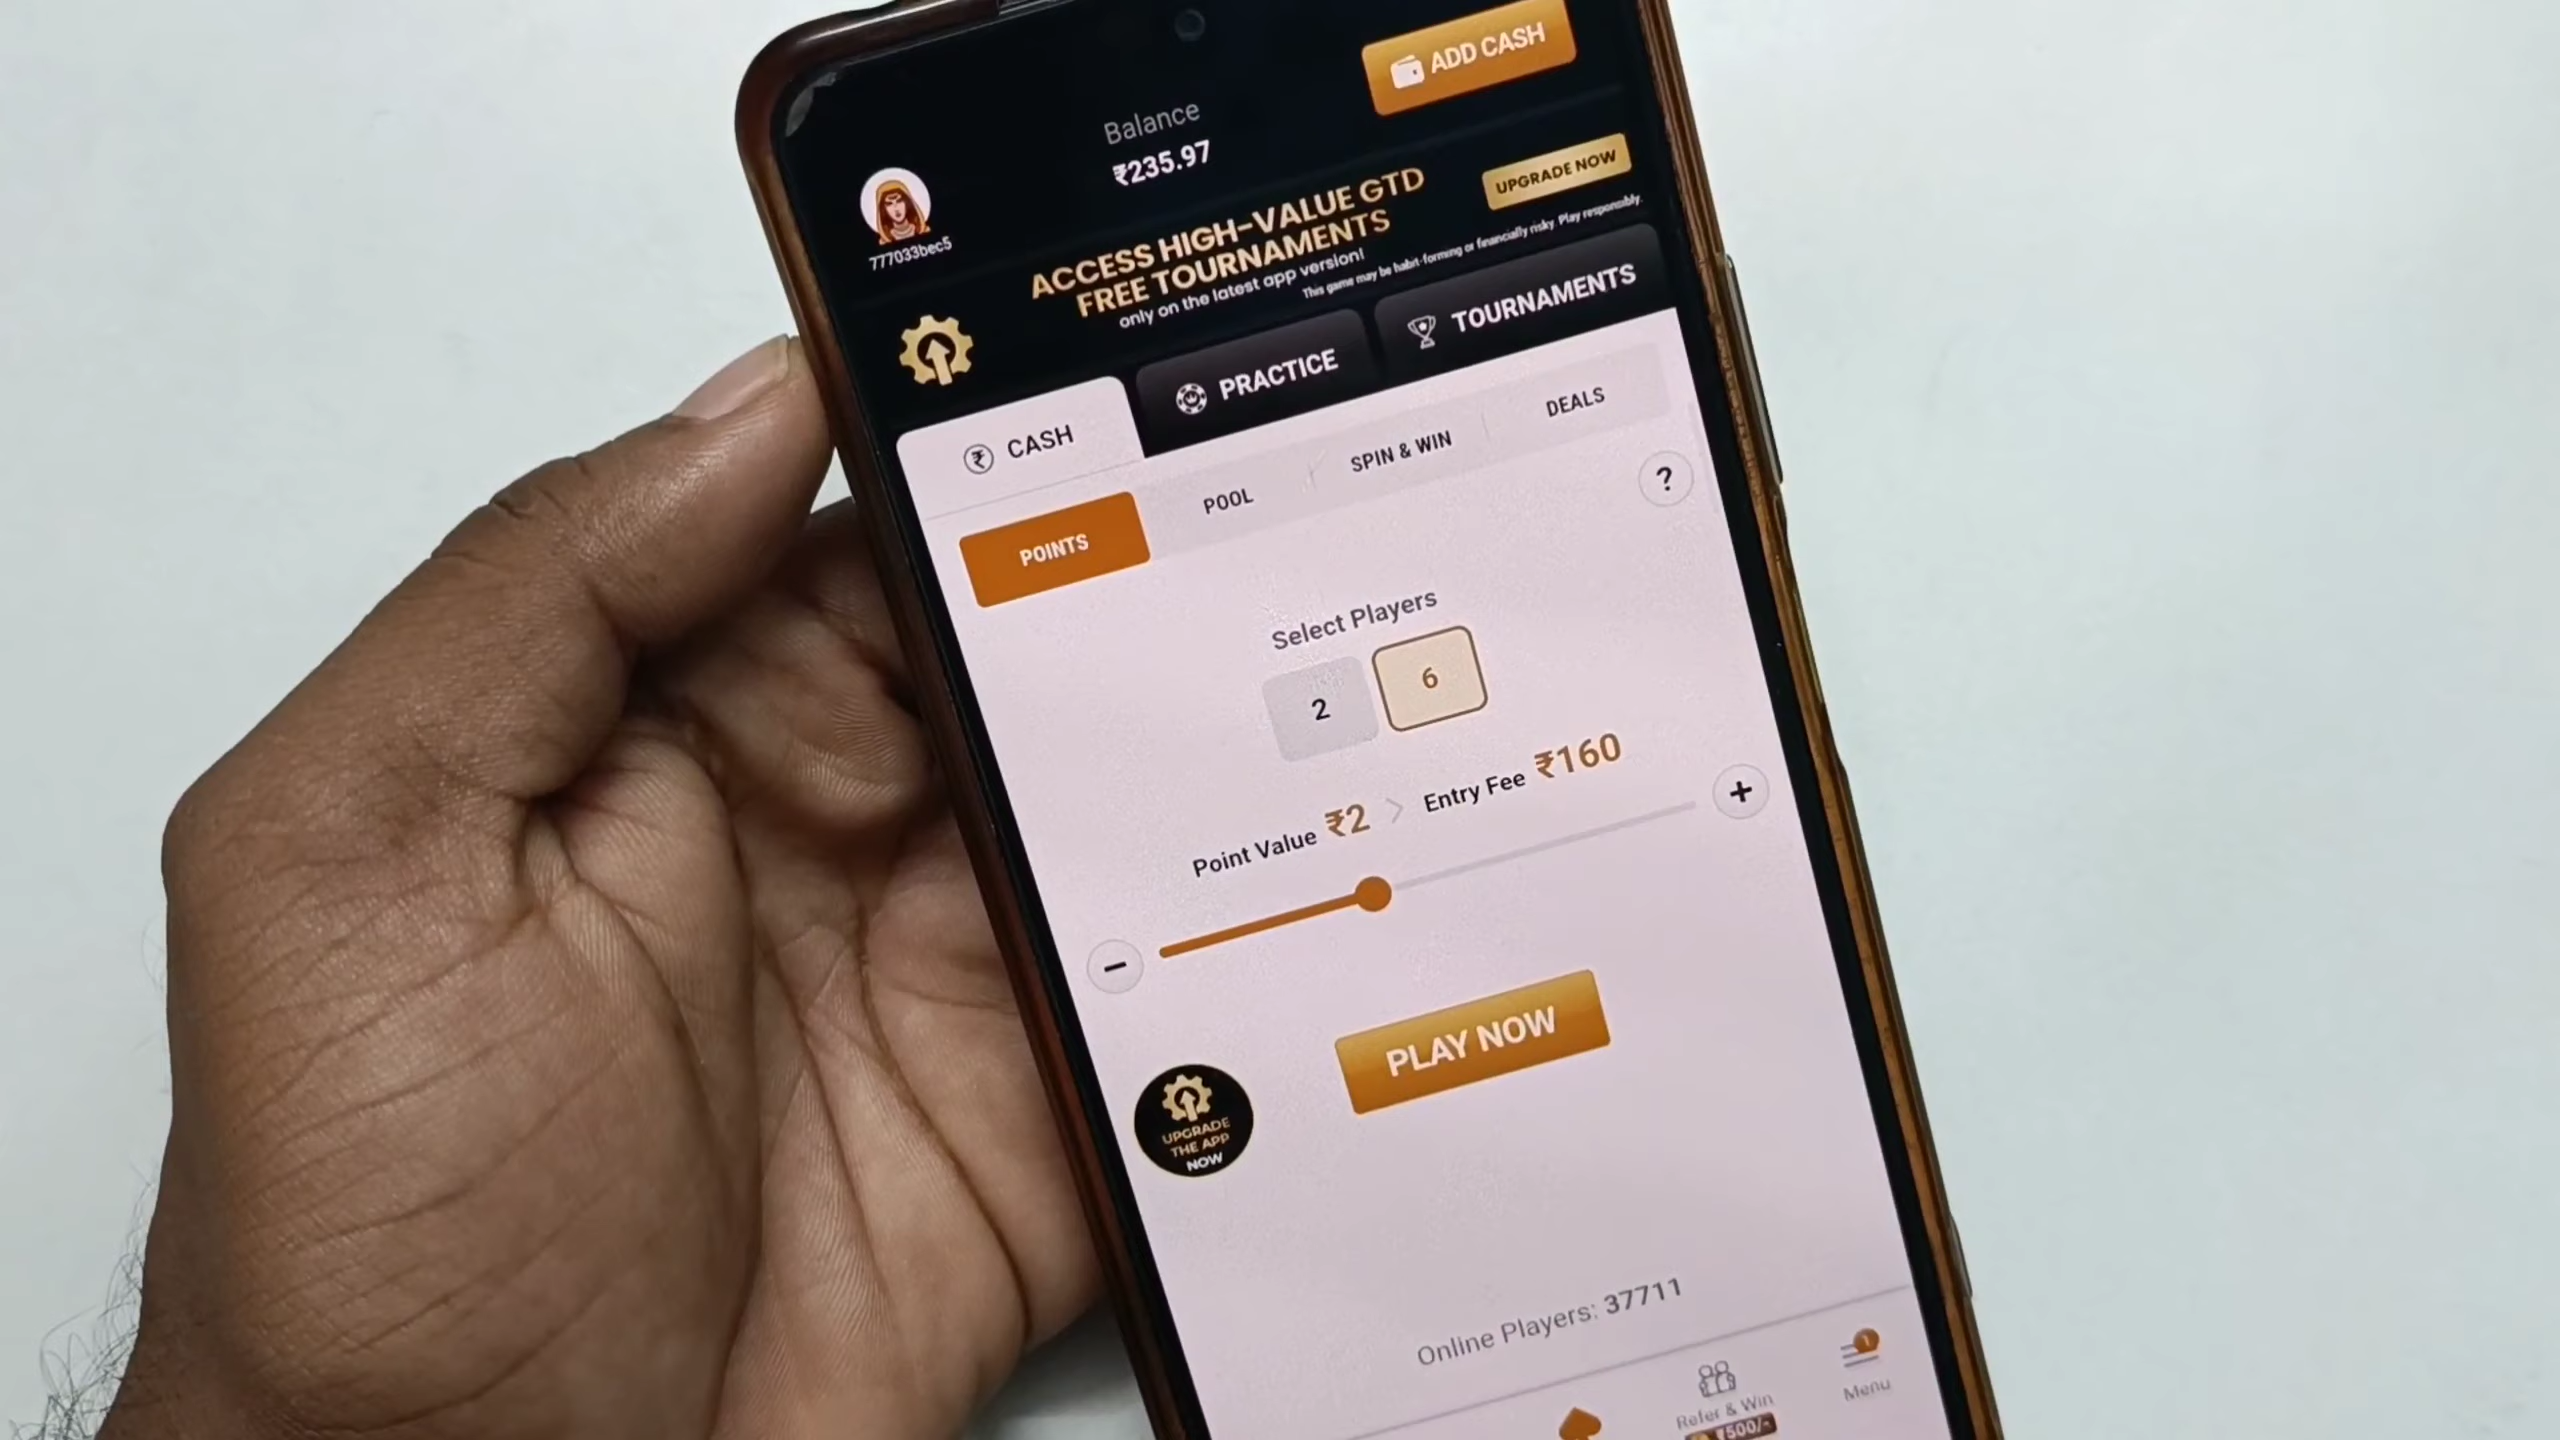 ADD CASH
Balance
₹235.97
777033bec5
ACCESS HIGH-VALUE GTD
FREE TOURNAMENTS
only on the latest app version!
UPGRADE NOW
This game may be habit-forming or financially risky. Play responsibly.
CASH
PRACTICE
TOURNAMENTS
POINTS
POOL
SPIN & WIN
DEALS
?
Select Players
2
6
Point Value ₹2 > Entry Fee ₹160
− +
PLAY NOW
UPGRADE
THE APP
NOW
Online Players: 37711
Refer & Win
₹500/-
1
Menu